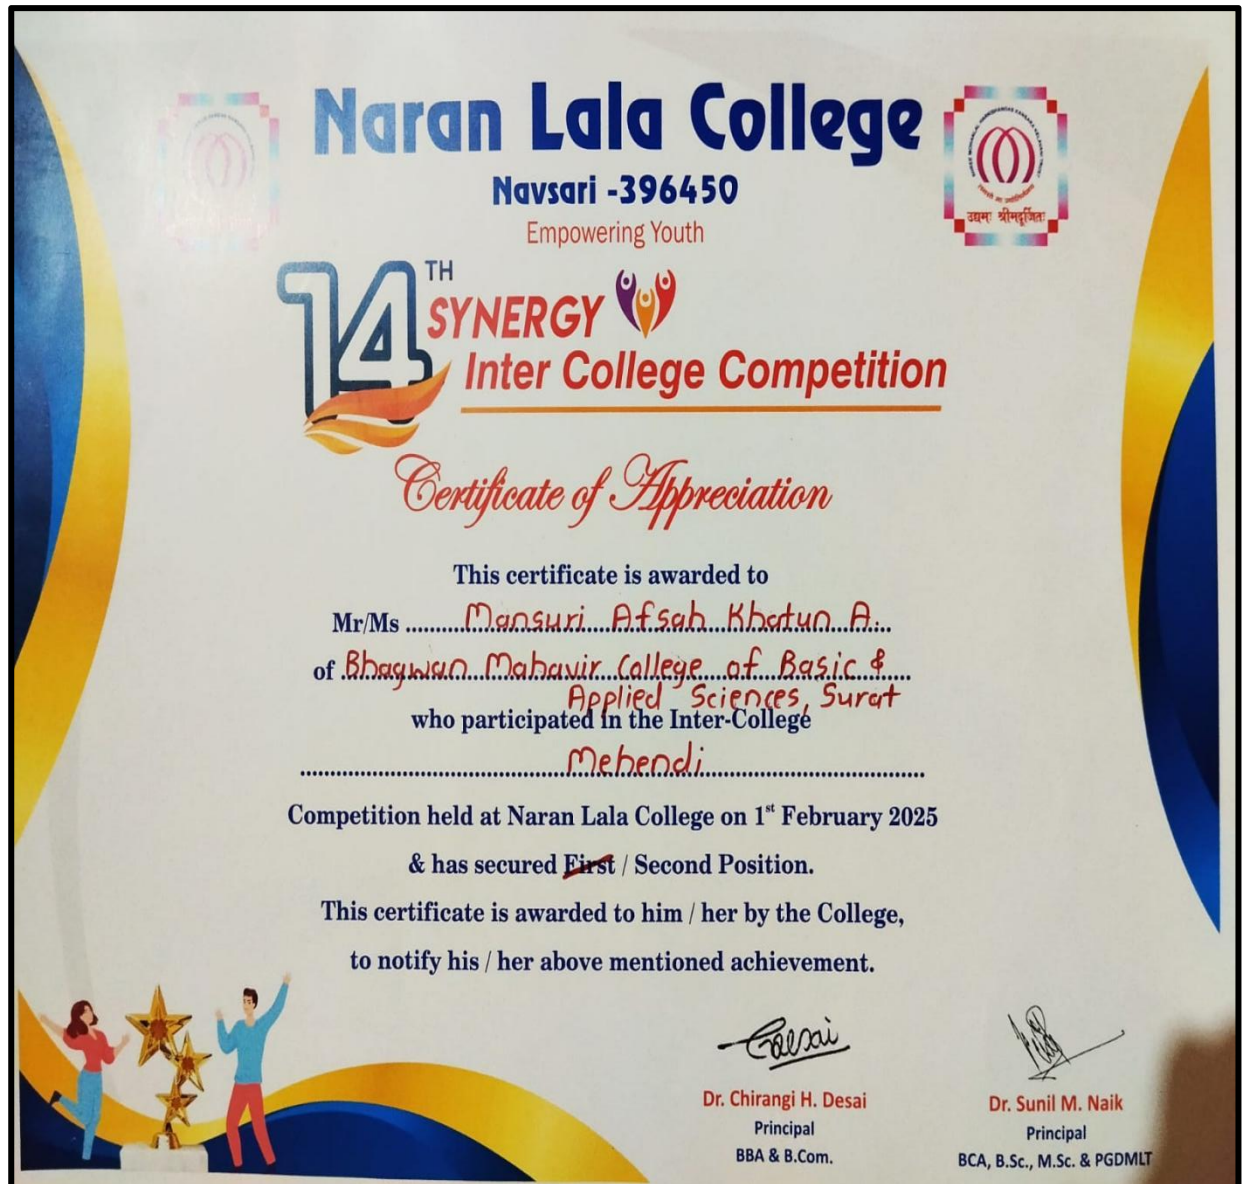 Naran Lala College
Navsari -396450
Empowering Youth
उद्यमः श्रीमदूर्जितः
14TH
SYNERGY
Inter College Competition
Certificate of Appreciation
This certificate is awarded to
Mr/Ms ..........Mansuri Afsah Khatun A.
of Bhagwan Mahavir College of Basic &
Applied Sciences, Surat
who participated in the Inter-College
Mehendi
Competition held at Naran Lala College on 1st February 2025
& has secured First / Second Position.
This certificate is awarded to him / her by the College,
to notify his / her above mentioned achievement.
Dr. Chirangi H. Desai
Principal
BBA & B.Com.
Dr. Sunil M. Naik
Principal
BCA, B.Sc., M.Sc. & PGDMLT